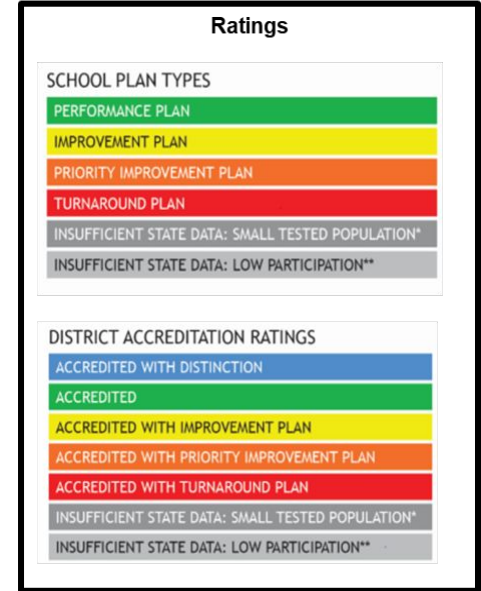 Ratings
SCHOOL PLAN TYPES
PERFORMANCE PLAN
IMPROVEMENT PLAN
PRIORITY IMPROVEMENT PLAN
TURNAROUND PLAN
INSUFFICIENT STATE DATA: SMALL TESTED POPULATION*
INSUFFICIENT STATE DATA: LOW PARTICIPATION**
DISTRICT ACCREDITATION RATINGS
ACCREDITED WITH DISTINCTION
ACCREDITED
ACCREDITED WITH IMPROVEMENT PLAN
ACCREDITED WITH PRIORITY IMPROVEMENT PLAN
ACCREDITED WITH TURNAROUND PLAN
INSUFFICIENT STATE DATA: SMALL TESTED POPULATION*
INSUFFICIENT STATE DATA: LOW PARTICIPATION**